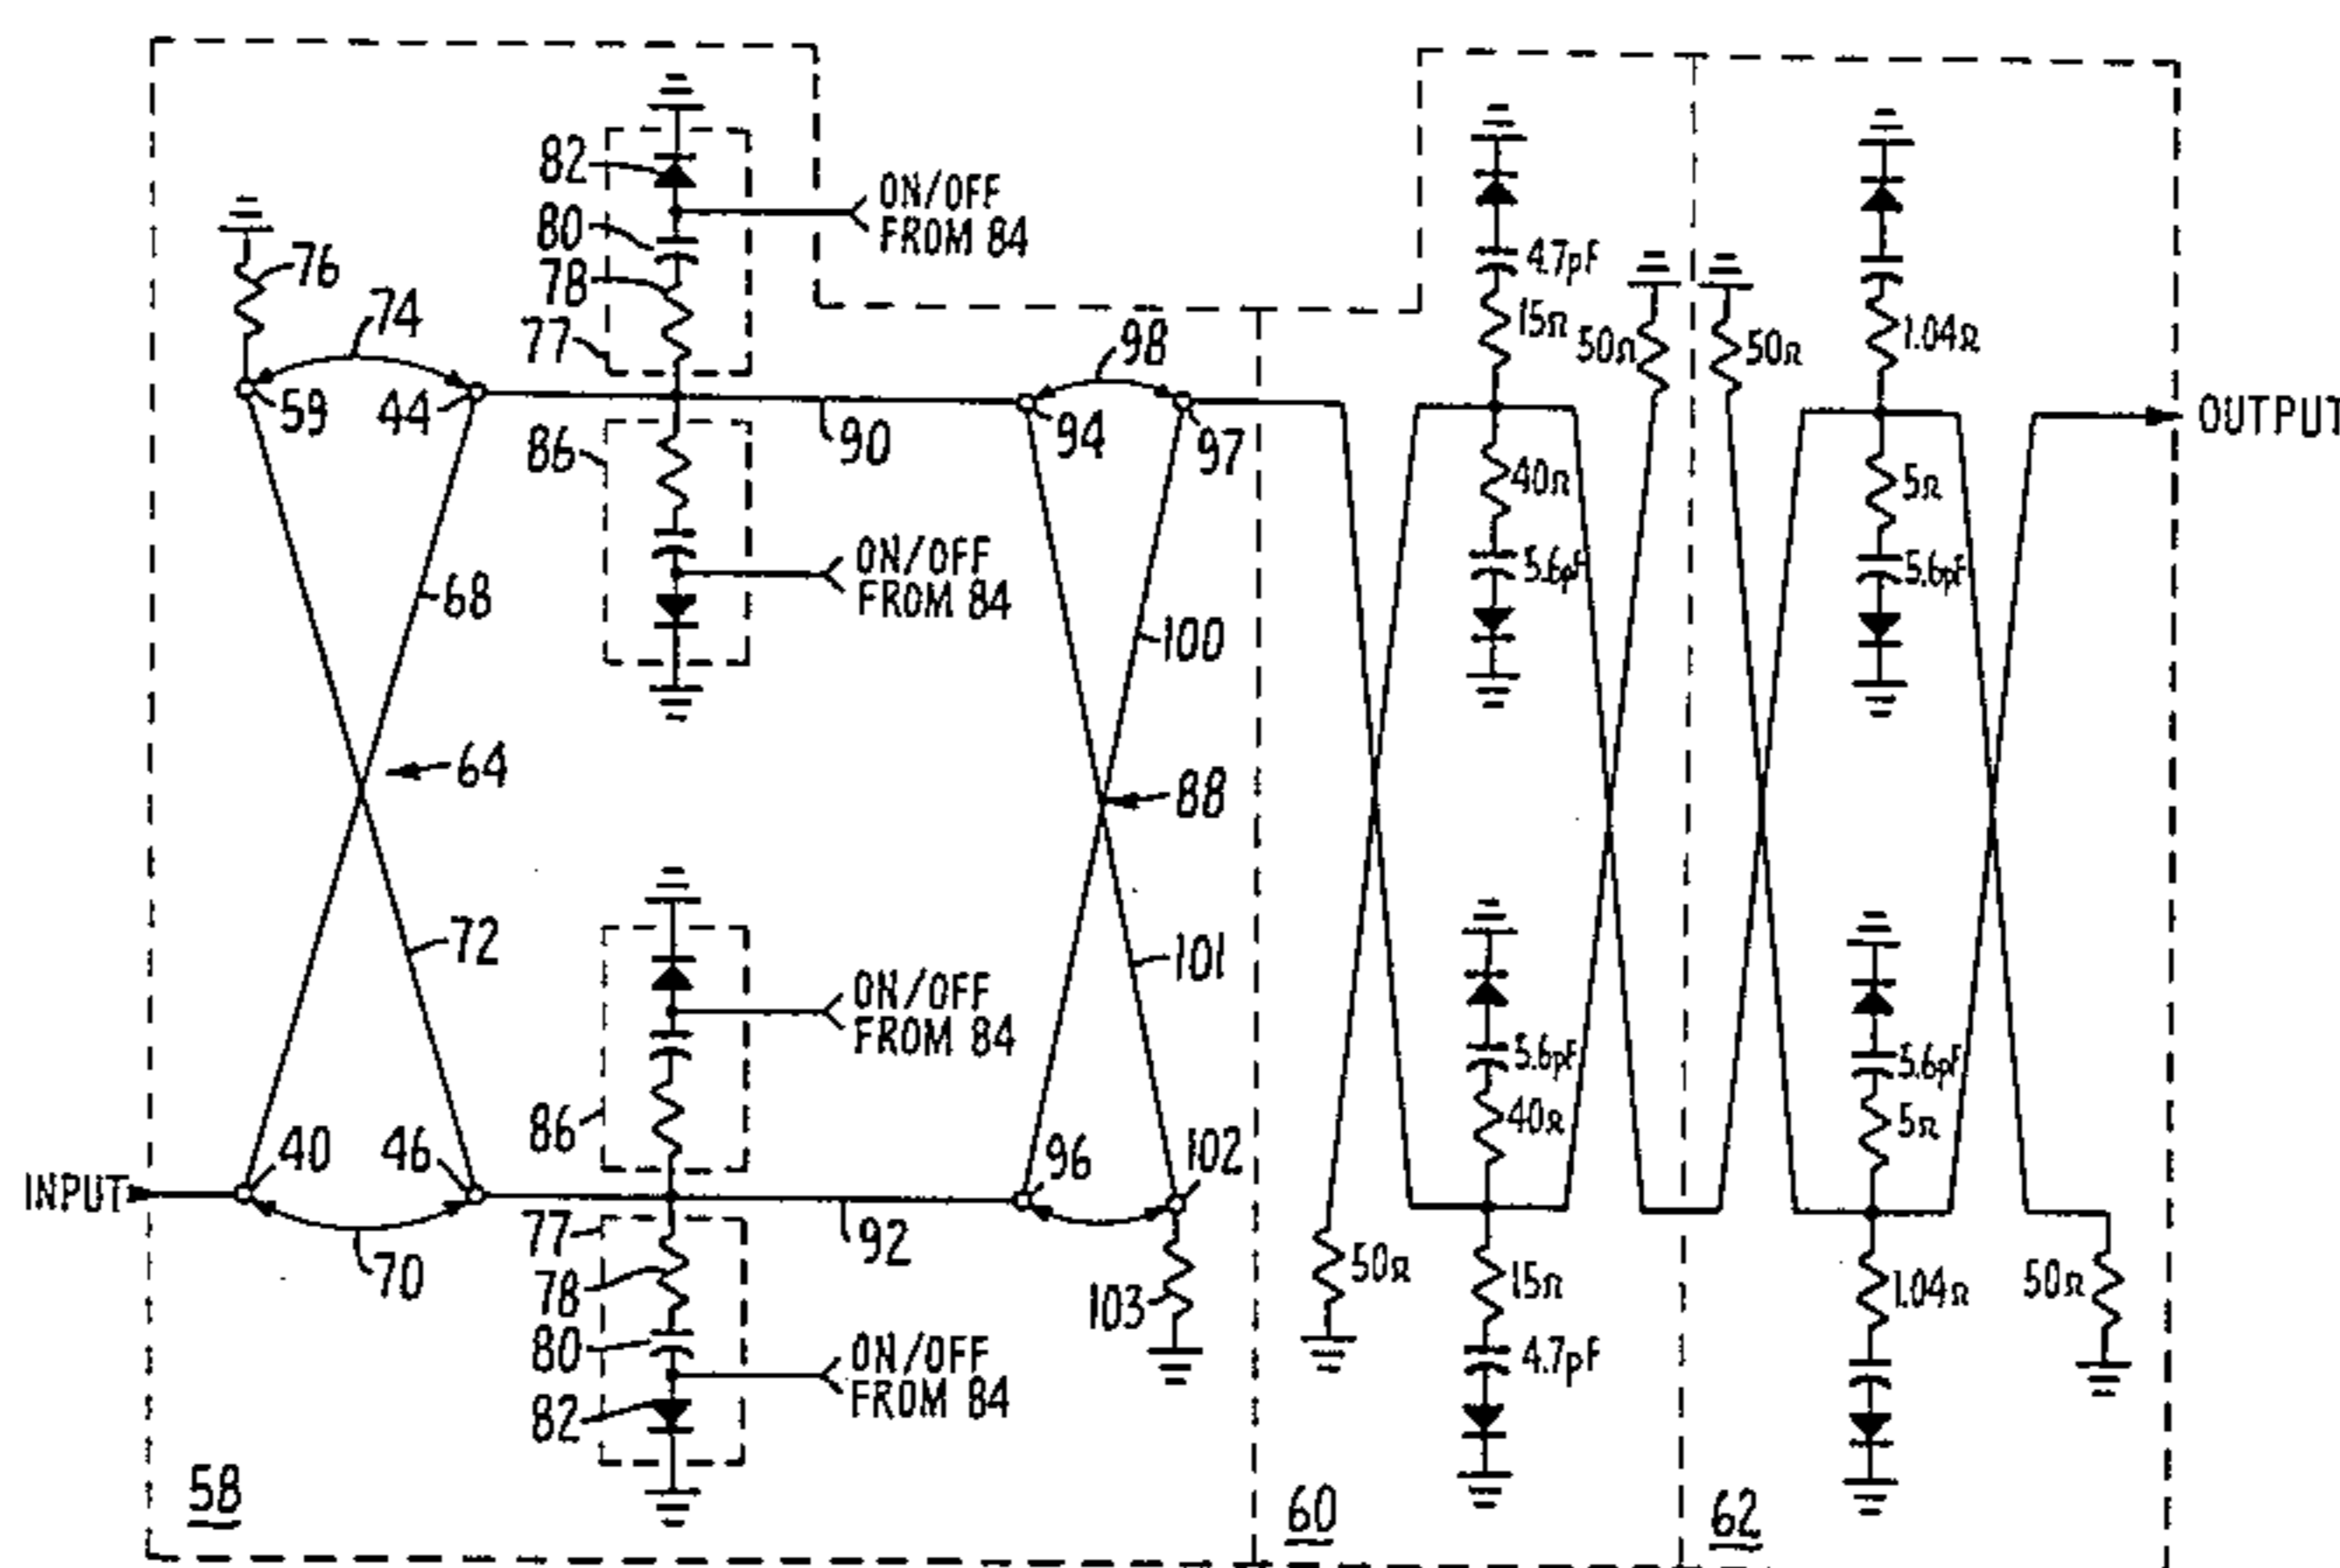 82
ON/OFF
FROM 84
80
76
78
4.7pF
74
77
15Ω
50Ω
50Ω
1.04Ω
98
59
44
94
97
OUTPUT
86
90
40Ω
5Ω
ON/OFF
FROM 84
5.6pF
5.6pF
68
100
64
88
72
101
ON/OFF
FROM 84
5.6pF
5.6pF
86
40Ω
5Ω
40
46
96
102
INPUT
77
92
70
78
103
50Ω
15Ω
1.04Ω
50Ω
80
ON/OFF
FROM 84
4.7pF
82
58
60
62